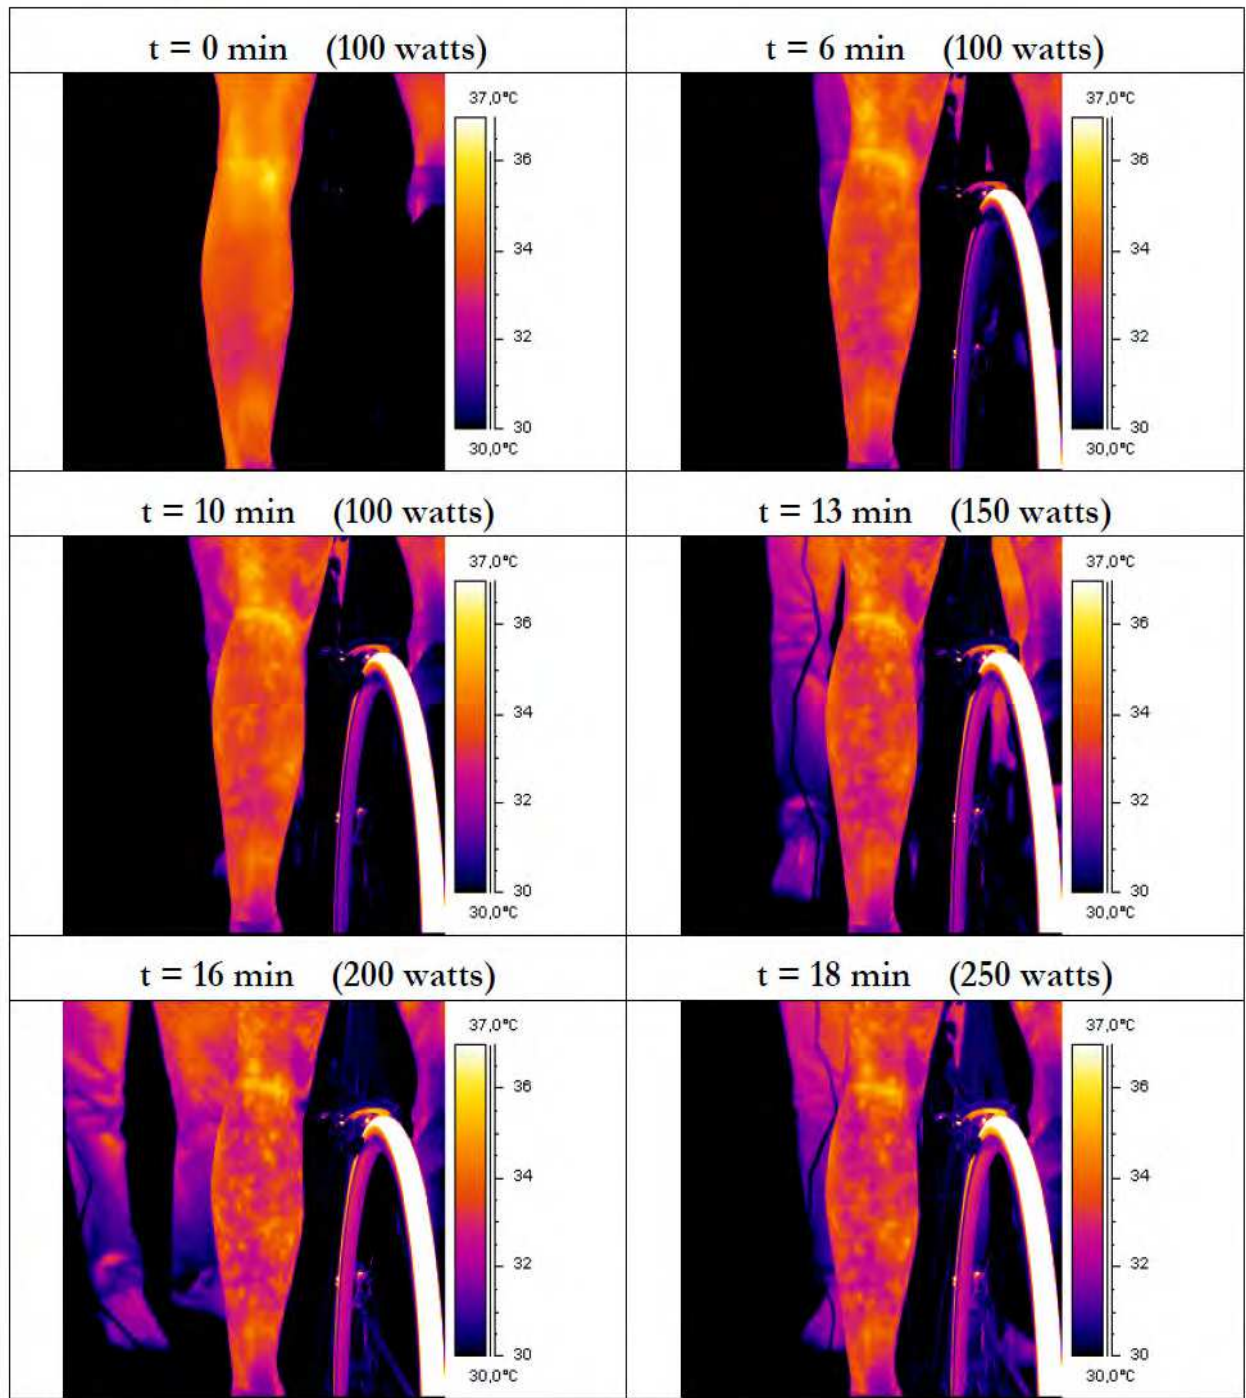 t = 0 min (100 watts)
t = 6 min (100 watts)
37,0°C
36
34
32
30
30,0°C
37,0°C
36
34
32
30
30,0°C
t = 10 min (100 watts)
t = 13 min (150 watts)
37,0°C
36
34
32
30
30,0°C
37,0°C
36
34
32
30
30,0°C
t = 16 min (200 watts)
t = 18 min (250 watts)
37,0°C
36
34
32
30
30,0°C
37,0°C
36
34
32
30
30,0°C